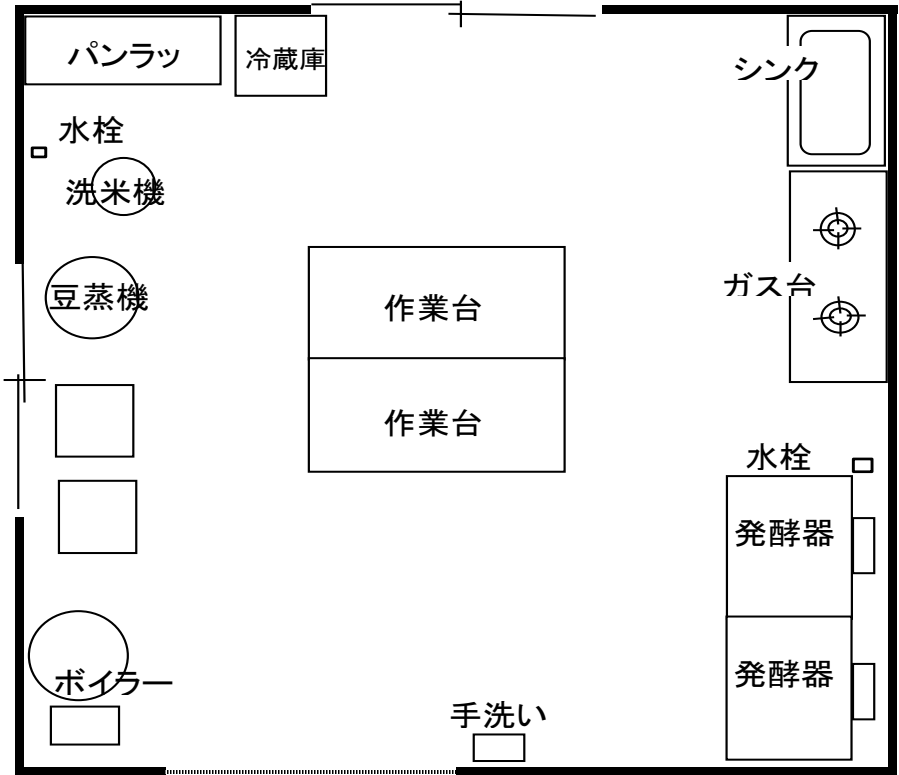 パンラッ
冷蔵庫
シンク
水栓
洗米機
豆蒸機
ガス台
作業台
作業台
水栓
発酵器
発酵器
ボイラー
手洗い